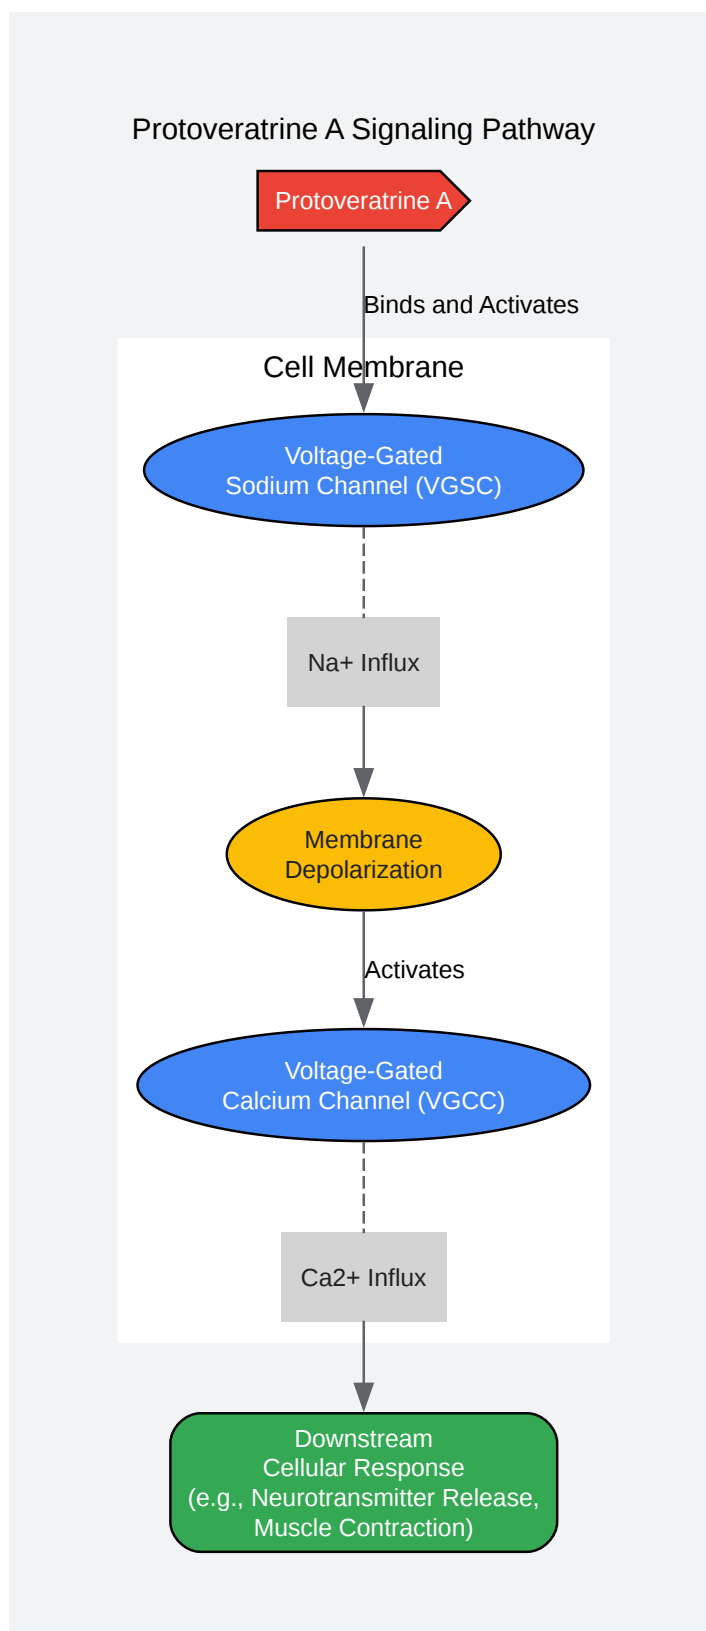 Protoveratrine A Signaling Pathway
Protoveratrine A
Binds and Activates
Cell Membrane
Voltage-Gated
Sodium Channel (VGSC)
Na+ Influx
Membrane
Depolarization
Activates
Voltage-Gated
Calcium Channel (VGCC)
Ca2+ Influx
Downstream
Cellular Response
(e.g., Neurotransmitter Release,
Muscle Contraction)